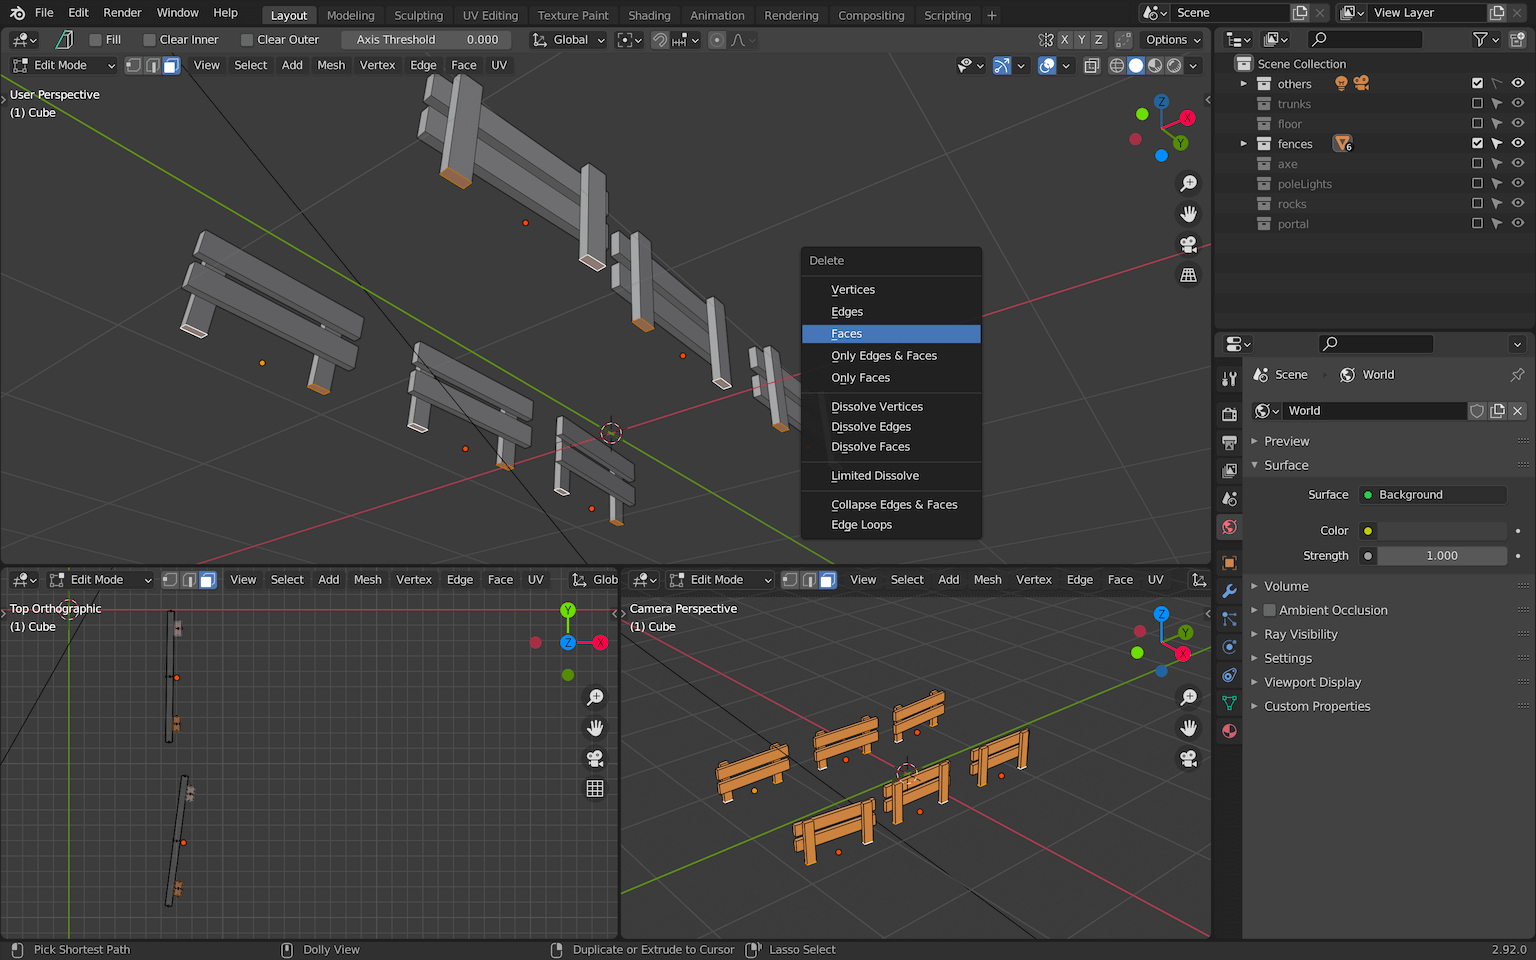 File Edit Render Window Help Layout Modeling Sculpting UV Editing Texture Paint Shading Animation Rendering Compositing Scripting + Scene View Layer
Fill Clear Inner Clear Outer Axis Threshold 0.000 Global X Y Z Options
Edit Mode View Select Add Mesh Vertex Edge Face UV
User Perspective
(1) Cube
Z
X
Y
Scene Collection
others
trunks
floor
fences 6
axe
poleLights
rocks
portal
Delete
Vertices
Edges
Faces
Only Edges & Faces
Only Faces
Dissolve Vertices
Dissolve Edges
Dissolve Faces
Limited Dissolve
Collapse Edges & Faces
Edge Loops
Scene World
World
Preview
Surface
Surface Background
Color
Strength 1.000
Volume
Ambient Occlusion
Ray Visibility
Settings
Viewport Display
Custom Properties
Edit Mode View Select Add Mesh Vertex Edge Face UV Glob
Top Orthographic
(1) Cube
Y
Z
X
Edit Mode View Select Add Mesh Vertex Edge Face UV
Camera Perspective
(1) Cube
Z
Y
X
Pick Shortest Path Dolly View Duplicate or Extrude to Cursor Lasso Select 2.92.0